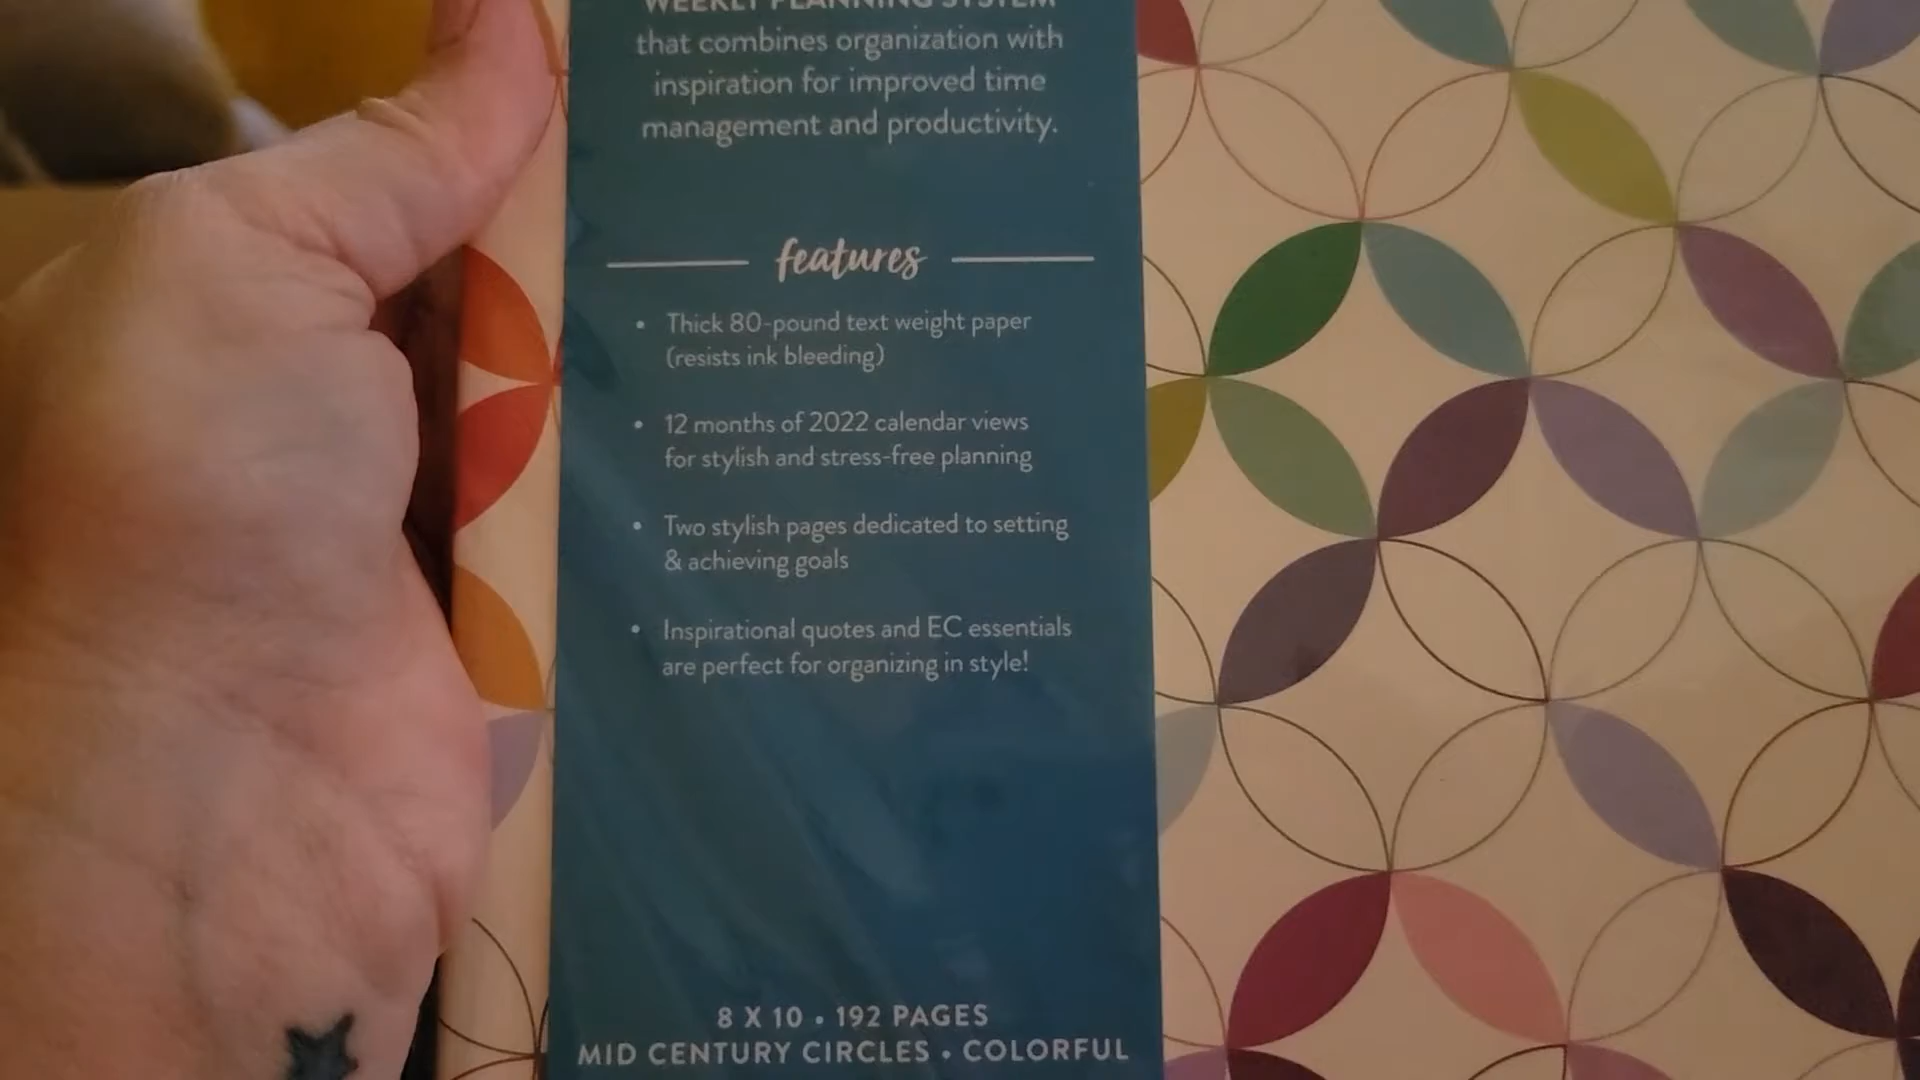 WEEKLY PLANNING SYSTEM
that combines organization with
inspiration for improved time
management and productivity.
features
• Thick 80-pound text weight paper
(resists ink bleeding)
• 12 months of 2022 calendar views
for stylish and stress-free planning
• Two stylish pages dedicated to setting
& achieving goals
• Inspirational quotes and EC essentials
are perfect for organizing in style!
8 X 10 • 192 PAGES
MID CENTURY CIRCLES • COLORFUL